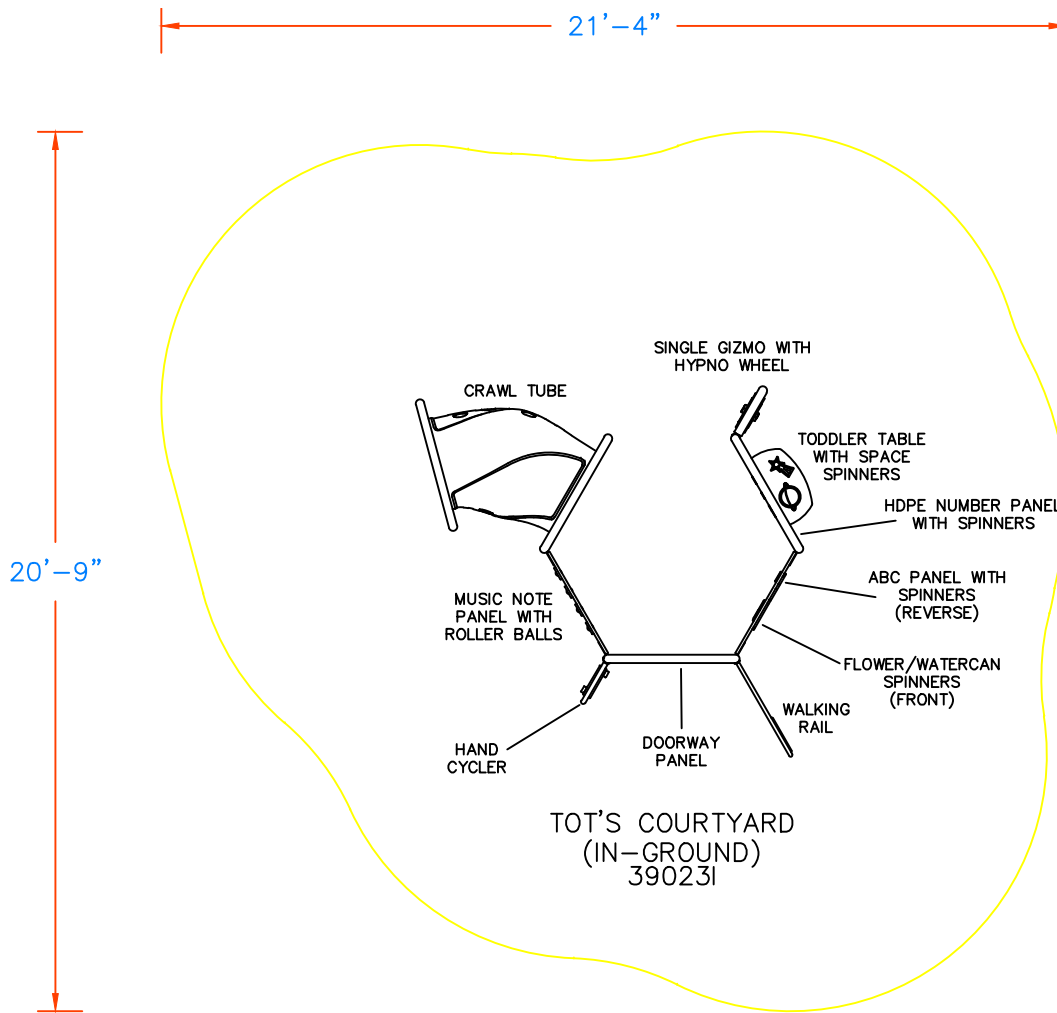 21'-4"
20'-9"
SINGLE GIZMO WITH
HYPNO WHEEL
CRAWL TUBE
TODDLER TABLE
WITH SPACE
SPINNERS
HDPE NUMBER PANEL
WITH SPINNERS
ABC PANEL WITH
SPINNERS
(REVERSE)
MUSIC NOTE
PANEL WITH
ROLLER BALLS
FLOWER/WATERCAN
SPINNERS
(FRONT)
WALKING
RAIL
HAND
CYCLER
DOORWAY
PANEL
TOT'S COURTYARD
(IN-GROUND)
39023I